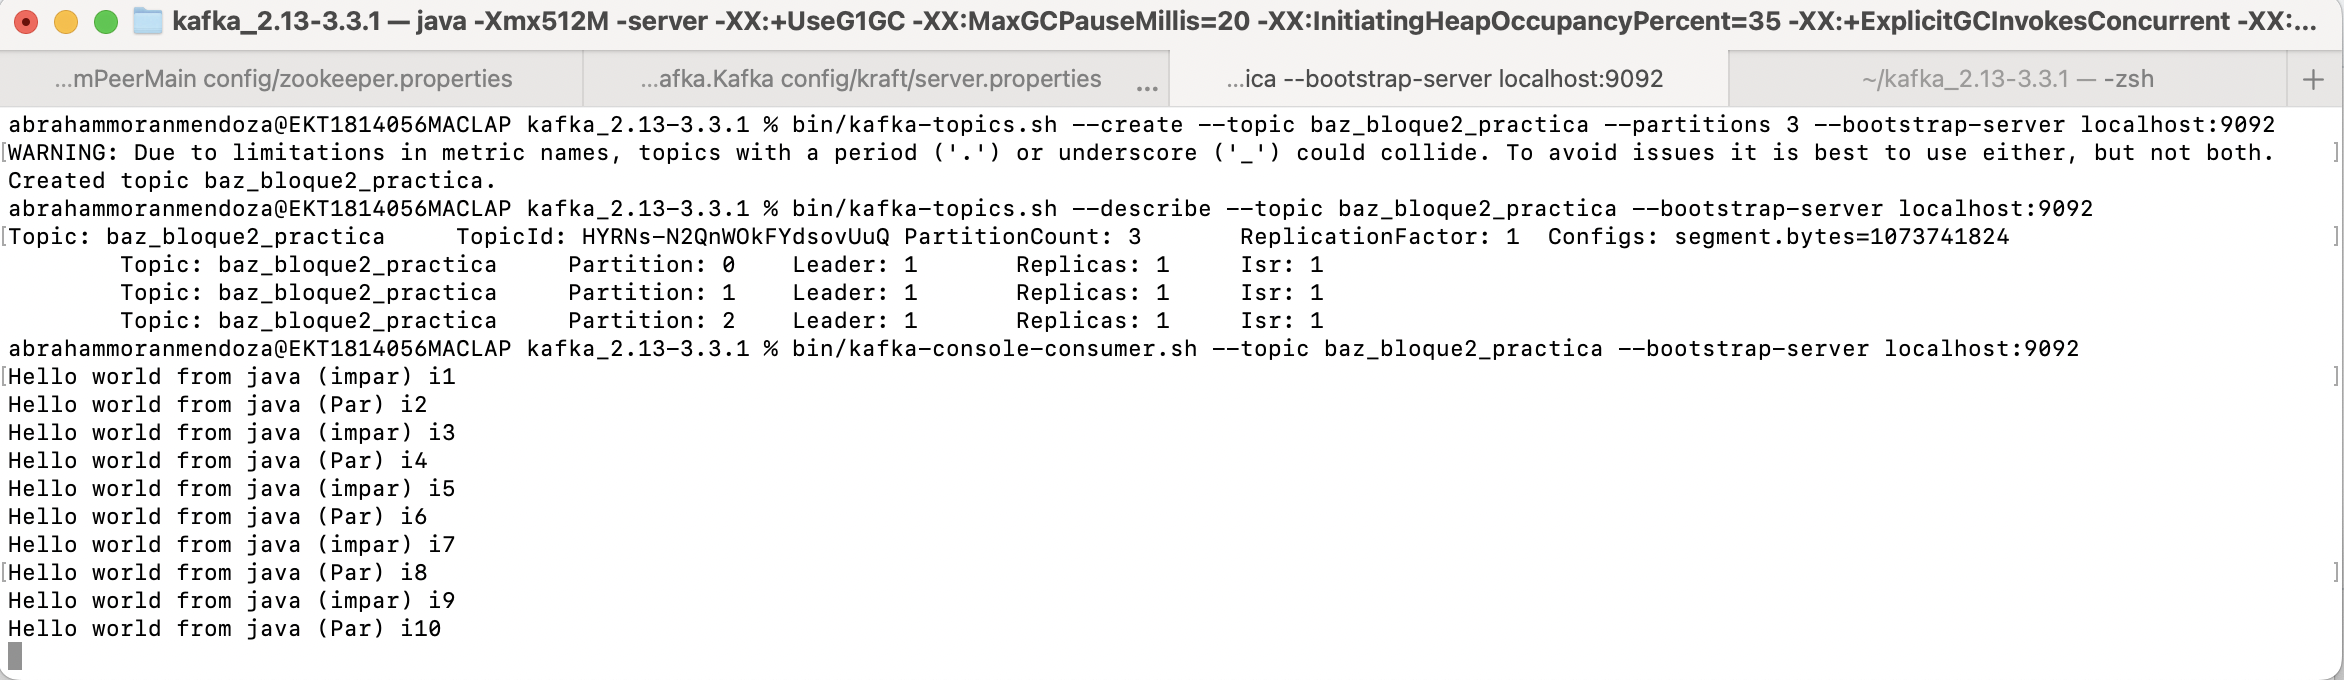 kafka_2.13-3.3.1 — java -Xmx512M -server -XX:+UseG1GC -XX:MaxGCPauseMillis=20 -XX:InitiatingHeapOccupancyPercent=35 -XX:+ExplicitGCInvokesConcurrent -XX:...
...mPeerMain config/zookeeper.properties
...afka.Kafka config/kraft/server.properties ...
...ica --bootstrap-server localhost:9092
~/kafka_2.13-3.3.1 — -zsh
+
abrahammoranmendoza@EKT1814056MACLAP kafka_2.13-3.3.1 % bin/kafka-topics.sh --create --topic baz_bloque2_practica --partitions 3 --bootstrap-server localhost:9092
[WARNING: Due to limitations in metric names, topics with a period ('.') or underscore ('_') could collide. To avoid issues it is best to use either, but not both. ]
Created topic baz_bloque2_practica.
abrahammoranmendoza@EKT1814056MACLAP kafka_2.13-3.3.1 % bin/kafka-topics.sh --describe --topic baz_bloque2_practica --bootstrap-server localhost:9092
[Topic: baz_bloque2_practica TopicId: HYRNs-N2QnWOkFYdsovUuQ PartitionCount: 3 ReplicationFactor: 1 Configs: segment.bytes=1073741824 ]
Topic: baz_bloque2_practica Partition: 0 Leader: 1 Replicas: 1 Isr: 1
Topic: baz_bloque2_practica Partition: 1 Leader: 1 Replicas: 1 Isr: 1
Topic: baz_bloque2_practica Partition: 2 Leader: 1 Replicas: 1 Isr: 1
abrahammoranmendoza@EKT1814056MACLAP kafka_2.13-3.3.1 % bin/kafka-console-consumer.sh --topic baz_bloque2_practica --bootstrap-server localhost:9092
[Hello world from java (impar) i1 ]
Hello world from java (Par) i2
Hello world from java (impar) i3
Hello world from java (Par) i4
Hello world from java (impar) i5
Hello world from java (Par) i6
Hello world from java (impar) i7
[Hello world from java (Par) i8 ]
Hello world from java (impar) i9
Hello world from java (Par) i10